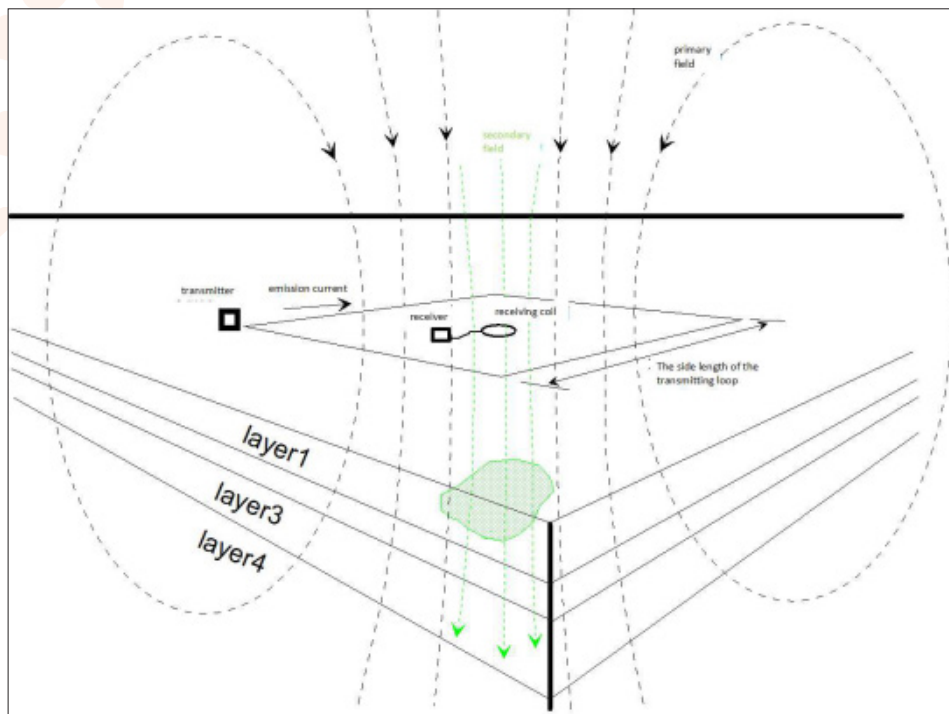 primary
field
secondary
field
transmitter
emission current
receiver
receiving coil
The side length of the
transmitting loop
layer1
layer3
layer4